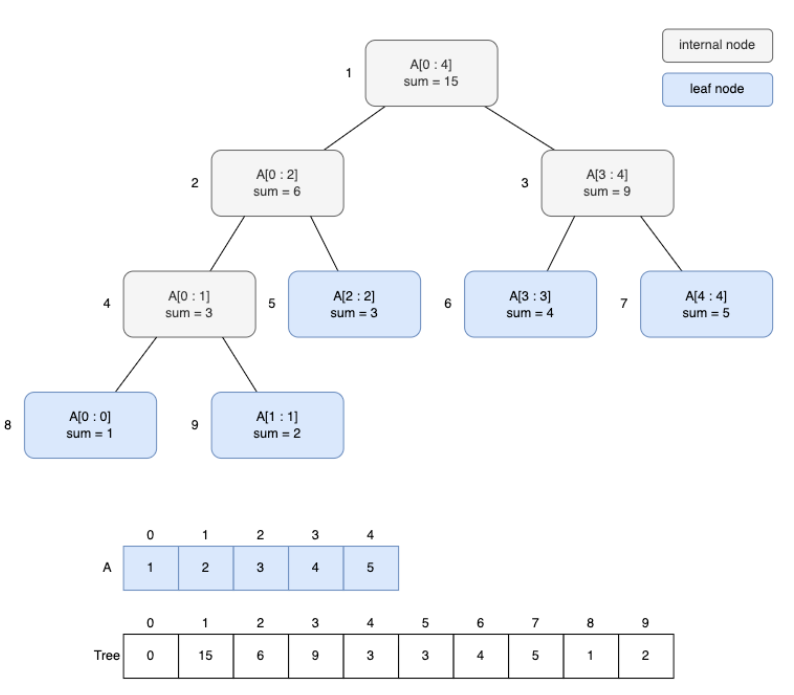 internal node
leaf node
1
A[0 : 4]
sum = 15
2
A[0 : 2]
sum = 6
3
A[3 : 4]
sum = 9
4
A[0 : 1]
sum = 3
5
A[2 : 2]
sum = 3
6
A[3 : 3]
sum = 4
7
A[4 : 4]
sum = 5
8
A[0 : 0]
sum = 1
9
A[1 : 1]
sum = 2
0 1 2 3 4
A 1 2 3 4 5
0 1 2 3 4 5 6 7 8 9
Tree 0 15 6 9 3 3 4 5 1 2